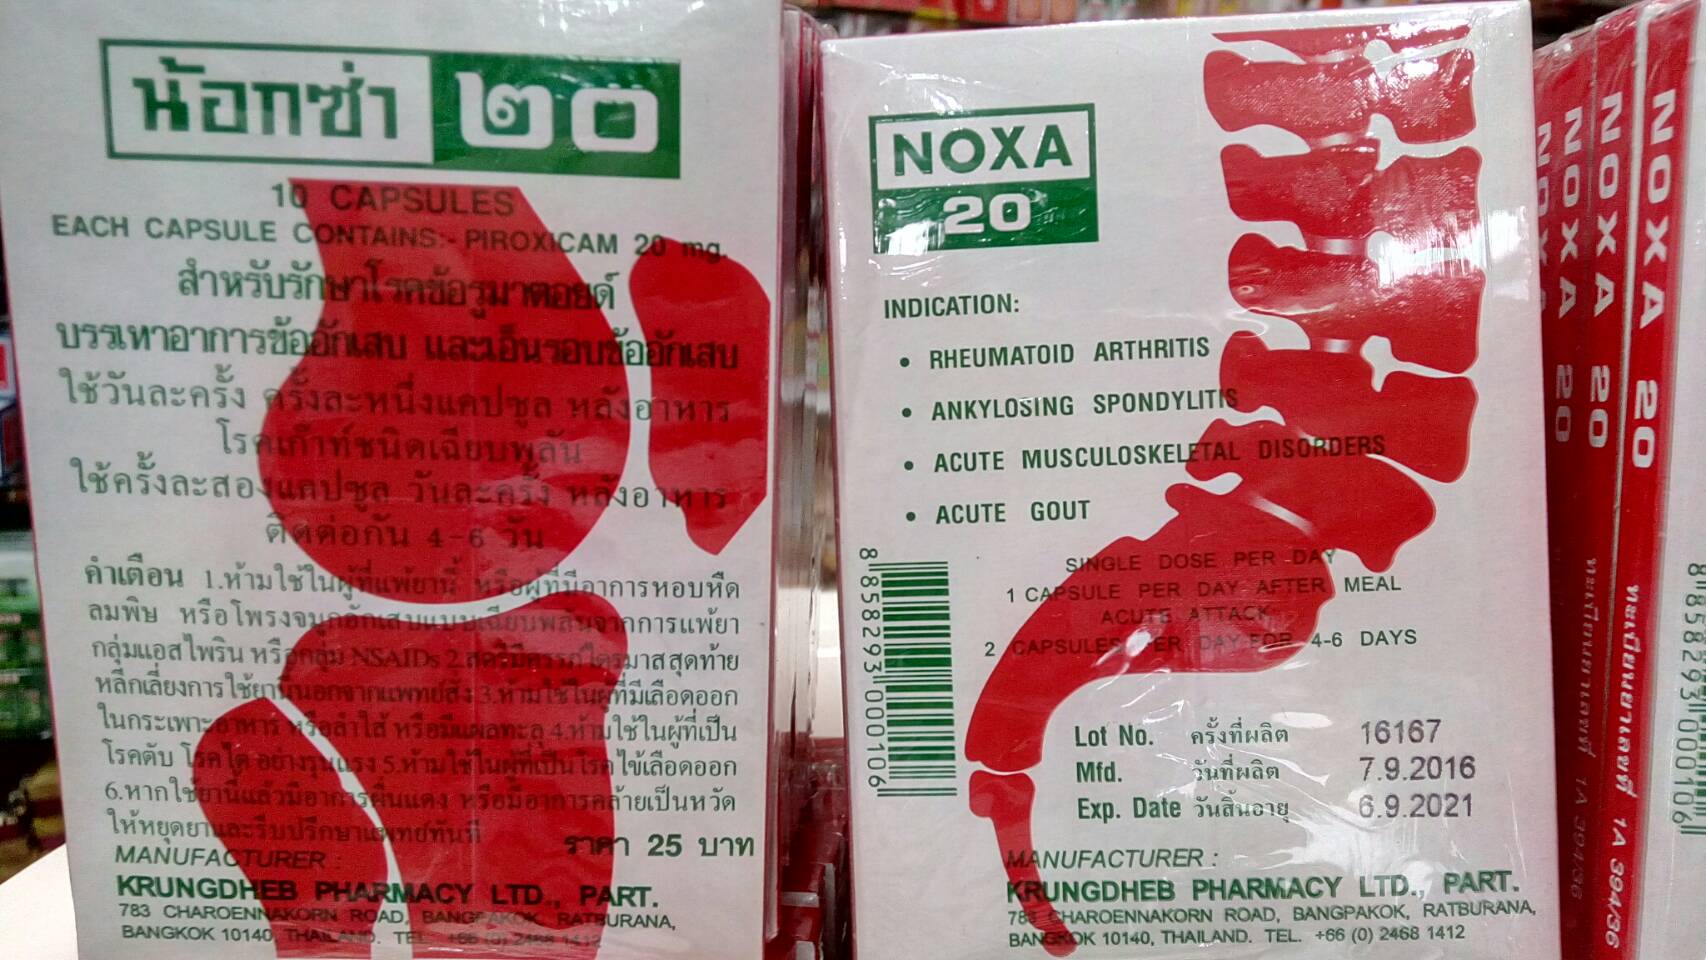 น้อกซ่า ๒๐
10 CAPSULES
EACH CAPSULE CONTAINS:- PIROXICAM 20 mg.
สำหรับรักษาโรคข้อรูมาตอยด์
บรรเทาอาการข้ออักเสบ และเอ็นรอบข้ออักเสบ
ใช้วันละครั้ง ครั้งละหนึ่งแคปซูล หลังอาหาร
โรคเก๊าท์ชนิดเฉียบพลัน
ใช้ครั้งละสองแคปซูล วันละครั้ง หลังอาหาร
ติดต่อกัน 4-6 วัน
คำเตือน 1.ห้ามใช้ในผู้ที่แพ้ยานี้ หรือผู้ที่มีอาการหอบหืด
ลมพิษ หรือโพรงจมูกอักเสบแบบเฉียบพลันจากการแพ้ยา
กลุ่มแอสไพริน หรือกลุ่ม NSAIDs 2.สตรีมีครรภ์ไตรมาสสุดท้าย
หลีกเลี่ยงการใช้ยานี้นอกจากแพทย์สั่ง 3.ห้ามใช้ในผู้ที่มีเลือดออก
ในกระเพาะอาหาร หรือลำไส้ หรือมีแผลทะลุ 4.ห้ามใช้ในผู้ที่เป็น
โรคตับ โรคไต อย่างรุนแรง 5.ห้ามใช้ในผู้ที่เป็นโรคไข้เลือดออก
6.หากใช้ยานี้แล้วมีอาการผื่นแดง หรือมีอาการคล้ายเป็นหวัด
ให้หยุดยาและรีบปรึกษาแพทย์ทันที
ราคา 25 บาท
MANUFACTURER :
KRUNGDHEB PHARMACY LTD., PART.
783 CHAROENNAKORN ROAD, BANGPAKOK, RATBURANA,
BANGKOK 10140, THAILAND. TEL. +66 (0) 2468 1412
NOXA
20
INDICATION:
• RHEUMATOID ARTHRITIS
• ANKYLOSING SPONDYLITIS
• ACUTE MUSCULOSKELETAL DISORDERS
• ACUTE GOUT
SINGLE DOSE PER DAY
1 CAPSULE PER DAY AFTER MEAL
ACUTE ATTACK
2 CAPSULES PER DAY FOR 4-6 DAYS
8 858293 000106
Lot No. ครั้งที่ผลิต 16167
Mfd. วันที่ผลิต 7.9.2016
Exp. Date วันสิ้นอายุ 6.9.2021
MANUFACTURER :
KRUNGDHEB PHARMACY LTD., PART.
783 CHAROENNAKORN ROAD, BANGPAKOK, RATBURANA,
BANGKOK 10140, THAILAND. TEL. +66 (0) 2468 1412
NOXA 20
NOXA 20 ทะเบียนยาเลขที่ 1A 394/36
NOXA 20 ทะเบียนยาเลขที่ 1A 394/36
8 858293 000106